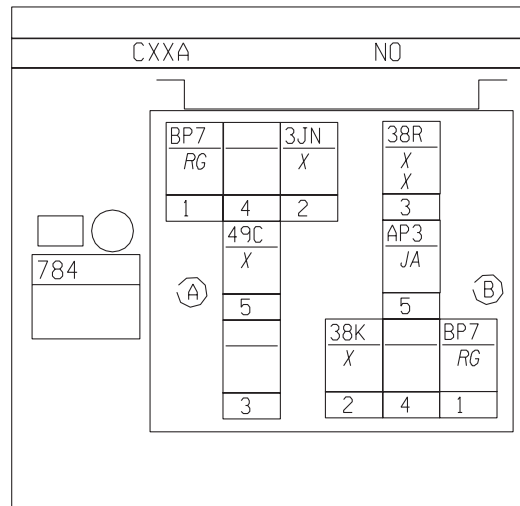 CXXA NO
BP7 3JN 38R
RG X X
X
1 4 2 3
49C AP3
X JA
784
A B
5 5
38K BP7
X RG
3 2 4 1